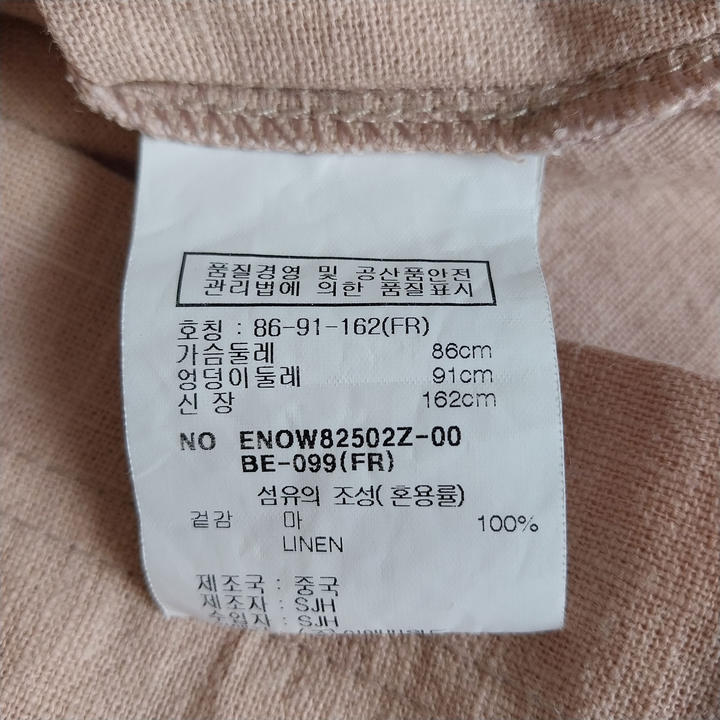 품질경영 및 공산품안전
관리법에 의한 품질표시
호칭 : 86-91-162(FR)
가슴둘레 86cm
엉덩이둘레 91cm
신 장 162cm
NO ENOW82502Z-00
BE-099(FR)
섬유의 조성( 혼용률)
겉감 마 100%
LINEN
제조국 : 중국
제조자 : SJH
수입자 : SJH